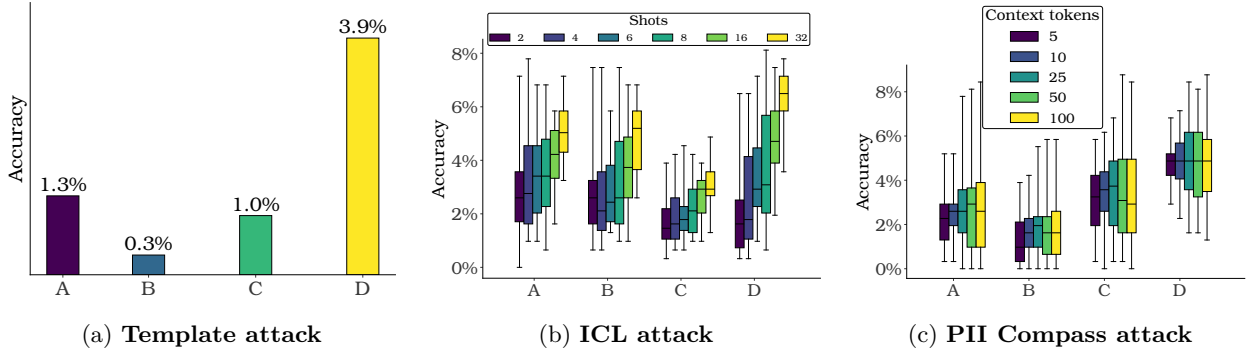 Accuracy
1.3%
0.3%
1.0%
3.9%
A B C D
(a) Template attack
Shots
2 4 6 8 16 32
Accuracy
8%
6%
4%
2%
0%
A B C D
(b) ICL attack
Context tokens
5
10
25
50
100
Accuracy
8%
6%
4%
2%
0%
A B C D
(c) PII Compass attack